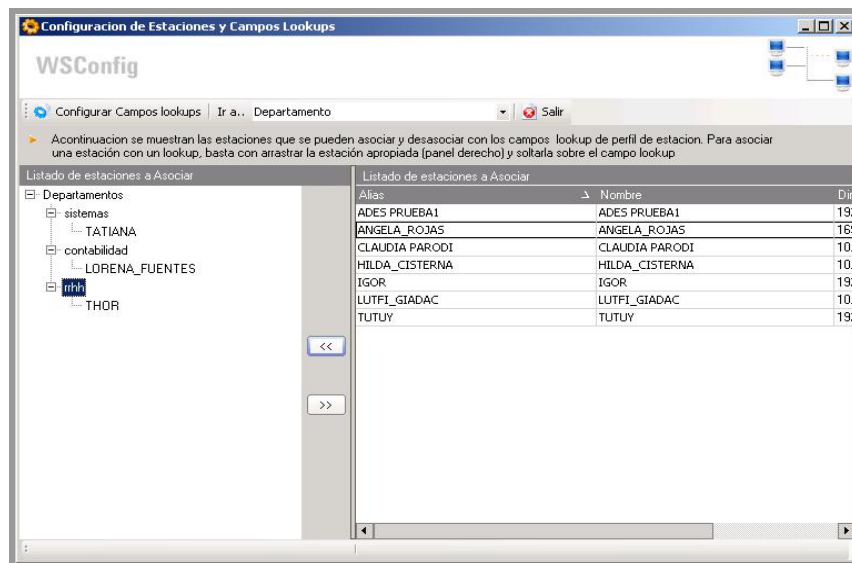 Configuracion de Estaciones y Campos Lookups
WSConfig
Configurar Campos lookups Ir a.. Departamento Salir
Acontinuacion se muestran las estaciones que se pueden asociar y desasociar con los campos lookup de perfil de estacion. Para asociar
una estación con un lookup, basta con arrastrar la estación apropiada (panel derecho) y soltarla sobre el campo lookup
Listado de estaciones a Asociar
Departamentos
sistemas
TATIANA
contabilidad
LORENA_FUENTES
rrhh
THOR
<<
>>
Listado de estaciones a Asociar
Alias Nombre
ADES PRUEBA1 ADES PRUEBA1
ANGELA_ROJAS ANGELA_ROJAS
CLAUDIA PARODI CLAUDIA PARODI
HILDA_CISTERNA HILDA_CISTERNA
IGOR IGOR
LUTFI_GIADAC LUTFI_GIADAC
TUTUY TUTUY